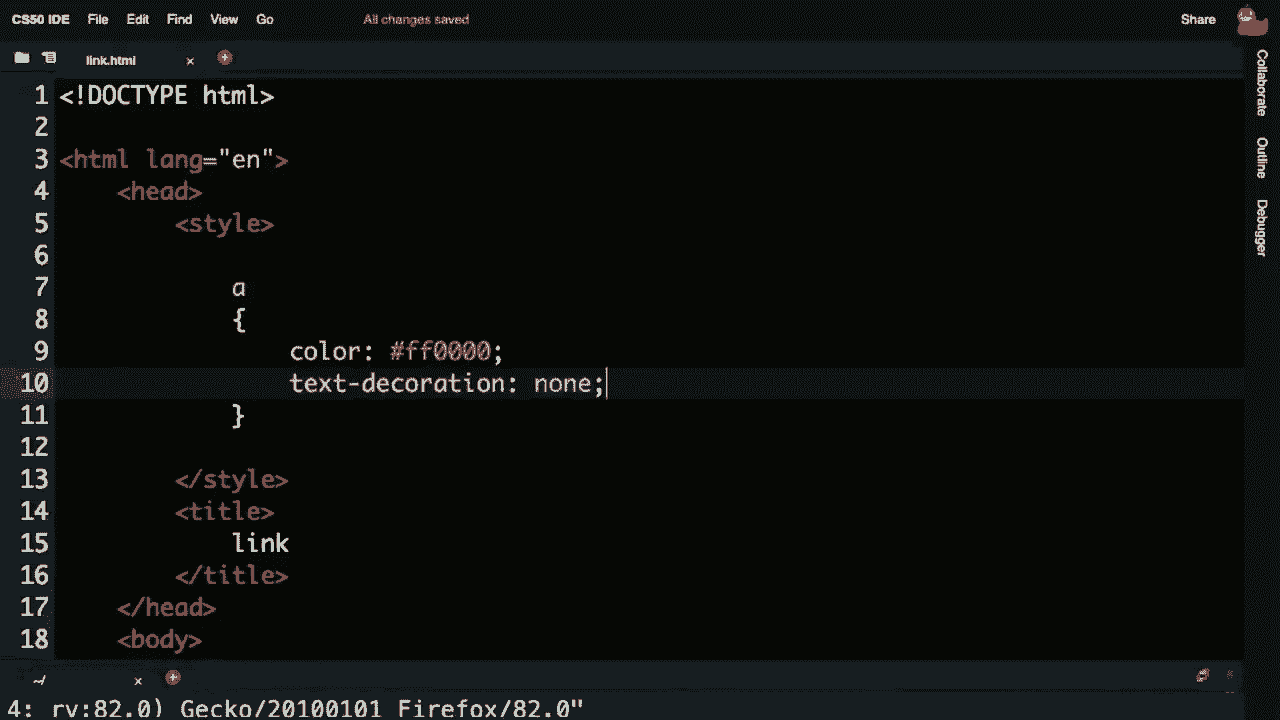 CS50 IDE File Edit Find View Go All changes saved Share
link.html x +
Collaborate
Outline
Debugger
1 <!DOCTYPE html>
2
3 <html lang="en">
4 <head>
5 <style>
6
7 a
8 {
9 color: #ff0000;
10 text-decoration: none;
11 }
12
13 </style>
14 <title>
15 link
16 </title>
17 </head>
18 <body>
~/ x +
4: rv:82.0) Gecko/20100101 Firefox/82.0"